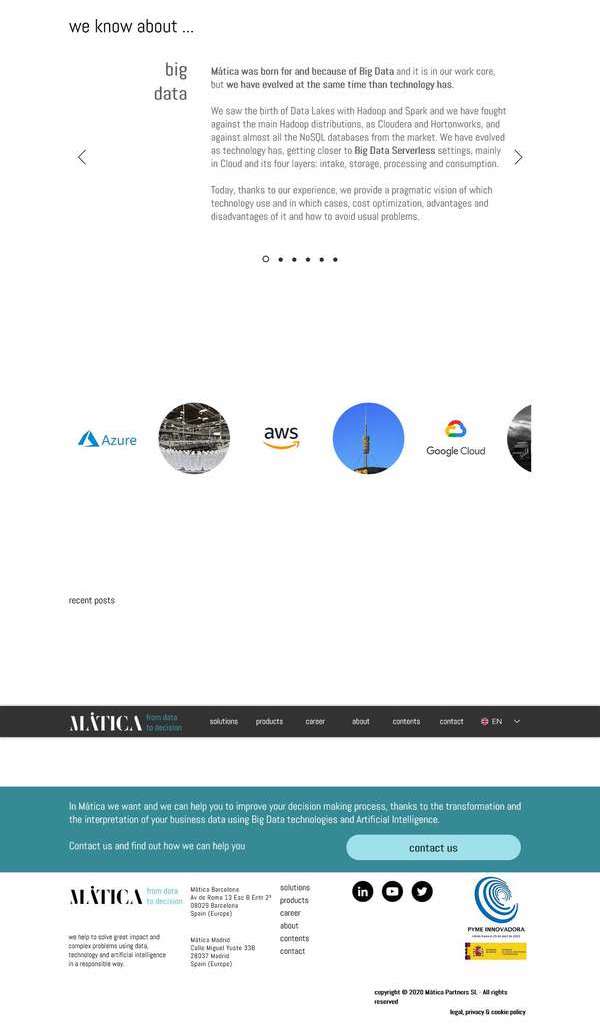 we know about ...
big
data
Mática was born for and because of Big Data and it is in our work core,
but we have evolved at the same time than technology has.
We saw the birth of Data Lakes with Hadoop and Spark and we have fought
against the main Hadoop distributions, as Cloudera and Hortonworks, and
against almost all the NoSQL databases from the market. We have evolved
as technology has, getting closer to Big Data Serverless settings, mainly
in Cloud and its four layers: intake, storage, processing and consumption.
Today, thanks to our experience, we provide a pragmatic vision of which
technology use and in which cases, cost optimization, advantages and
disadvantages of it and how to avoid usual problems.
Azure
aws
Google Cloud
recent posts
MÁTICA
from data
to decision
solutions products career about contents contact EN
In Mática we want and we can help you to improve your decision making process, thanks to the transformation and
the interpretation of your business data using Big Data technologies and Artificial Intelligence.
Contact us and find out how we can help you
contact us
MÁTICA
from data
to decision
we help to solve great impact and
complex problems using data,
technology and artificial intelligence
in a responsible way.
Mática Barcelona
Av de Roma 13 Esc B Entr 2ª
08029 Barcelona
Spain (Europe)
Mática Madrid
Calle Miguel Yuste 33B
28037 Madrid
Spain (Europe)
solutions
products
career
about
contents
contact
PYME INNOVADORA
copyright © 2020 Mática Partners SL - All rights
reserved
legal, privacy & cookie policy